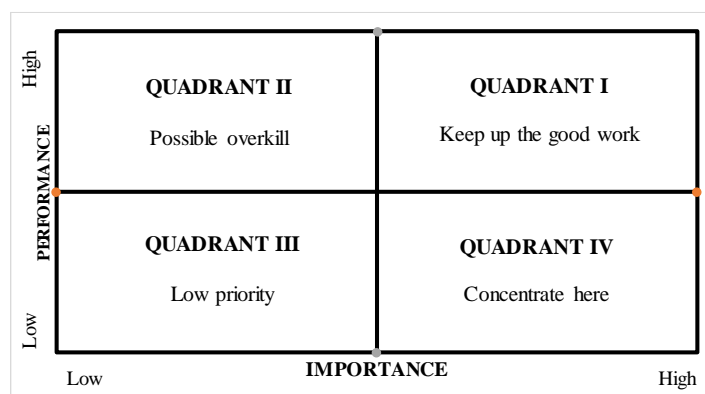 High
QUADRANT II
QUADRANT I
Possible overkill
Keep up the good work
PERFORMANCE
QUADRANT III
QUADRANT IV
Low priority
Concentrate here
Low
IMPORTANCE
Low
High